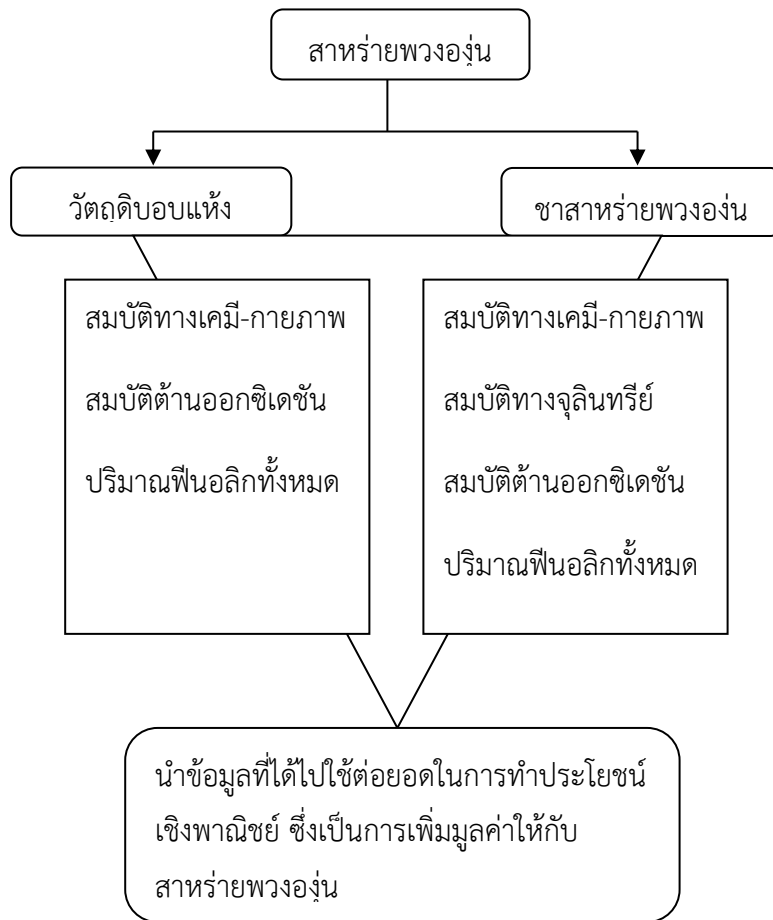 สาหร่ายพวงองุ่น
วัตถุดิบอบแห้ง
ชาสาหร่ายพวงองุ่น
สมบัติทางเคมี-กายภาพ
สมบัติต้านออกซิเดชัน
ปริมาณฟีนอลิกทั้งหมด
สมบัติทางเคมี-กายภาพ
สมบัติทางจุลินทรีย์
สมบัติต้านออกซิเดชัน
ปริมาณฟีนอลิกทั้งหมด
นำข้อมูลที่ได้ไปใช้ต่อยอดในการทำประโยชน์
เชิงพาณิชย์ ซึ่งเป็นการเพิ่มมูลค่าให้กับ
สาหร่ายพวงองุ่น